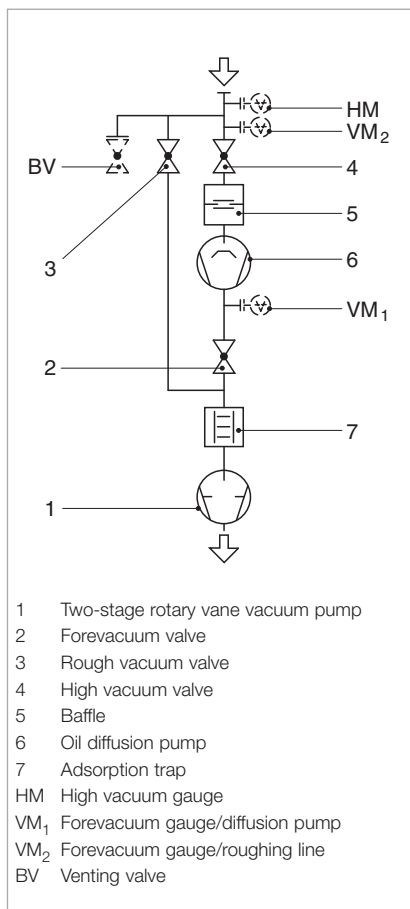 HM
VM₂
BV
4
5
3
6
VM₁
2
7
1
1 Two-stage rotary vane vacuum pump
2 Forevacuum valve
3 Rough vacuum valve
4 High vacuum valve
5 Baffle
6 Oil diffusion pump
7 Adsorption trap
HM High vacuum gauge
VM₁ Forevacuum gauge/diffusion pump
VM₂ Forevacuum gauge/roughing line
BV Venting valve